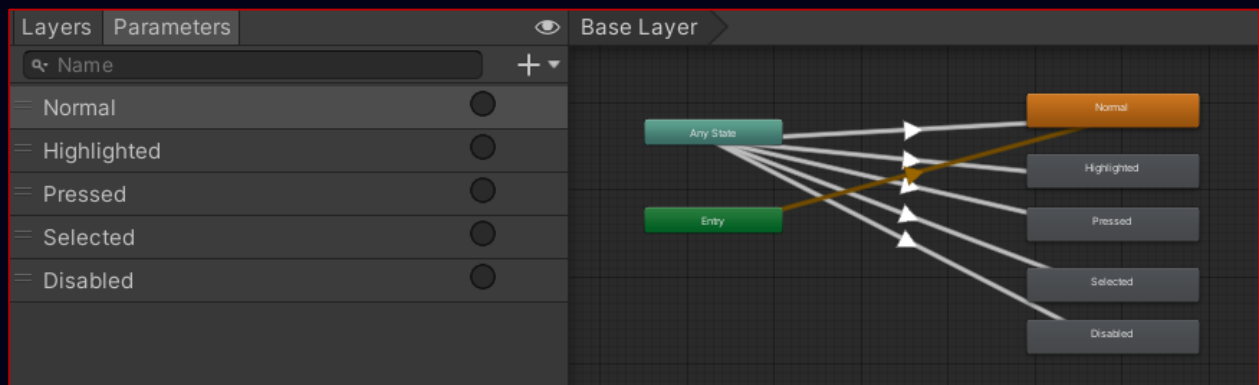 Layers Parameters
Name
Normal
Highlighted
Pressed
Selected
Disabled
Base Layer
Any State
Entry
Normal
Highlighted
Pressed
Selected
Disabled